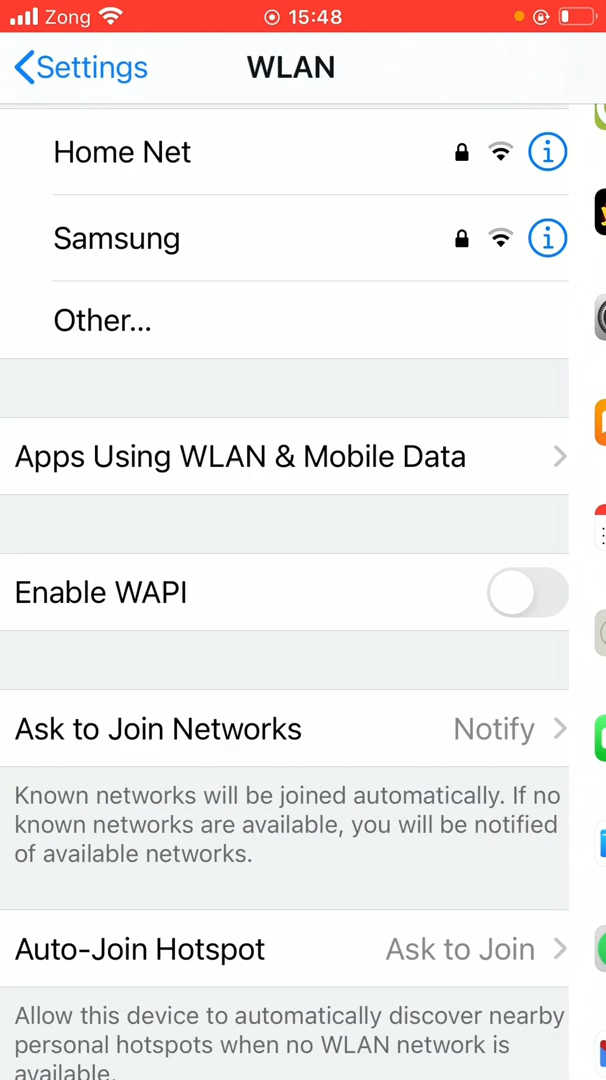 Zong 15:48
Settings WLAN
Home Net
Samsung
Other...
Apps Using WLAN & Mobile Data
Enable WAPI
Ask to Join Networks Notify
Known networks will be joined automatically. If no
known networks are available, you will be notified
of available networks.
Auto-Join Hotspot Ask to Join
Allow this device to automatically discover nearby
personal hotspots when no WLAN network is
available.